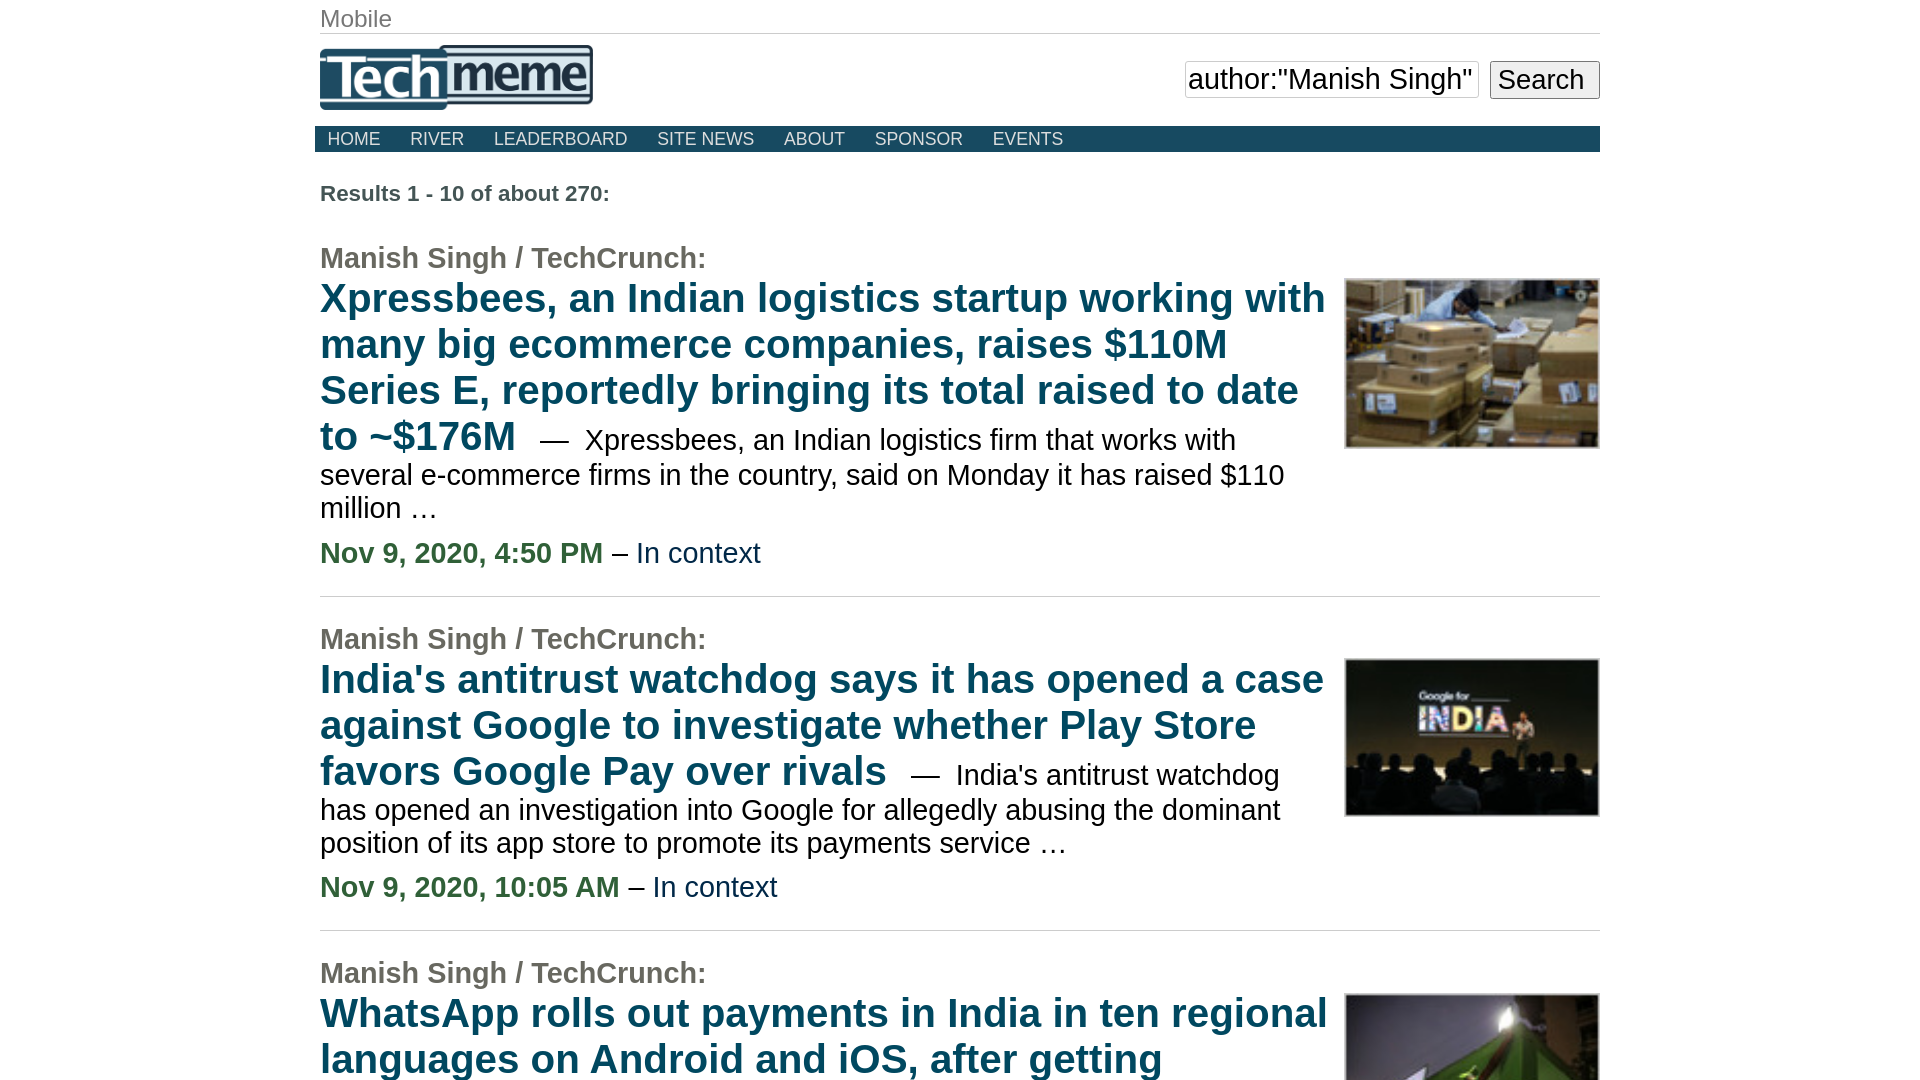 Mobile
Techmeme
author:"Manish Singh"
Search
HOME RIVER LEADERBOARD SITE NEWS ABOUT SPONSOR EVENTS
Results 1 - 10 of about 270:
Manish Singh / TechCrunch:
Xpressbees, an Indian logistics startup working with
many big ecommerce companies, raises $110M
Series E, reportedly bringing its total raised to date
to ~$176M — Xpressbees, an Indian logistics firm that works with
several e-commerce firms in the country, said on Monday it has raised $110
million …
Nov 9, 2020, 4:50 PM – In context
Manish Singh / TechCrunch:
India's antitrust watchdog says it has opened a case
against Google to investigate whether Play Store
favors Google Pay over rivals — India's antitrust watchdog
has opened an investigation into Google for allegedly abusing the dominant
position of its app store to promote its payments service …
Google for
INDIA
Nov 9, 2020, 10:05 AM – In context
Manish Singh / TechCrunch:
WhatsApp rolls out payments in India in ten regional
languages on Android and iOS, after getting